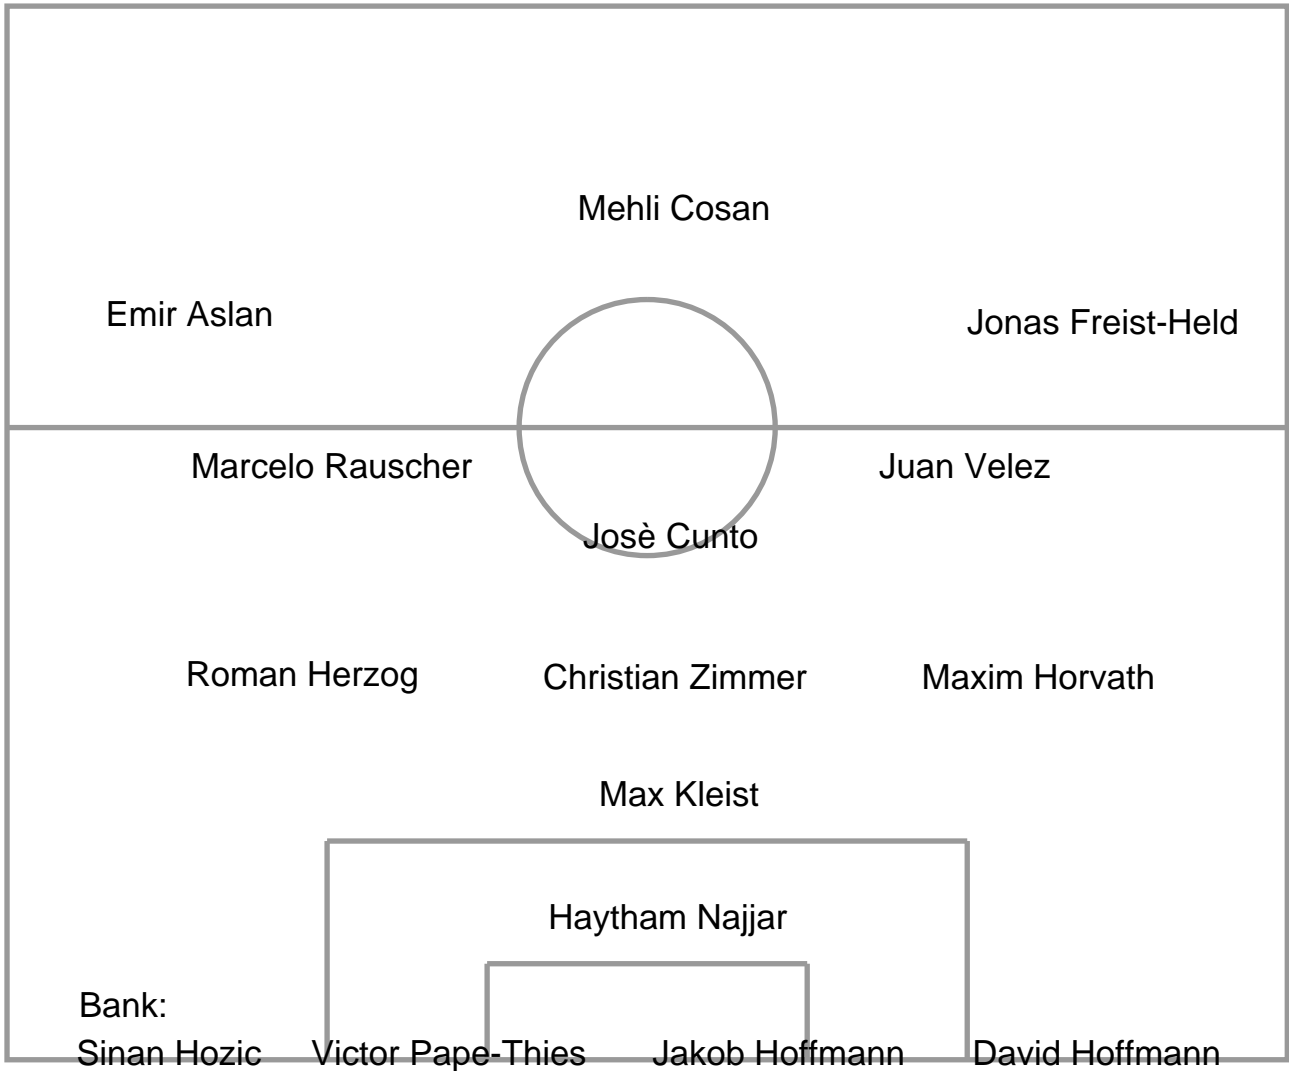 Mehli Cosan
Emir Aslan
Jonas Freist-Held
Marcelo Rauscher
Juan Velez
Josè Cunto
Roman Herzog
Christian Zimmer
Maxim Horvath
Max Kleist
Haytham Najjar
Bank:
Sinan Hozic
Victor Pape-Thies
Jakob Hoffmann
David Hoffmann